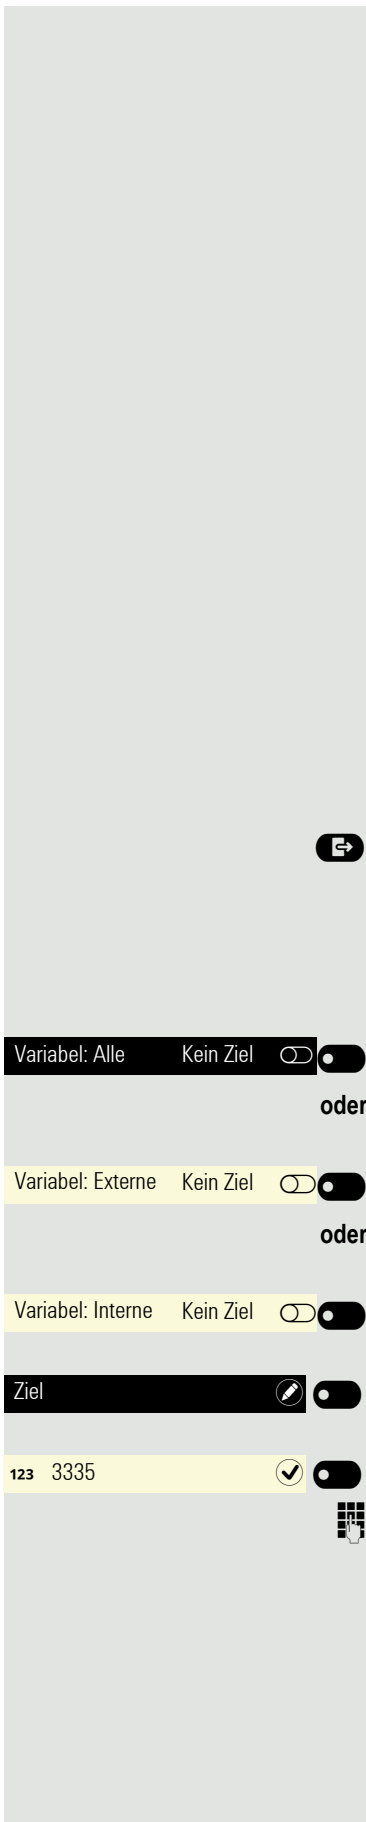 Variabel: Alle Kein Ziel
oder
Variabel: Externe Kein Ziel
oder
Variabel: Interne Kein Ziel
Ziel
123 3335